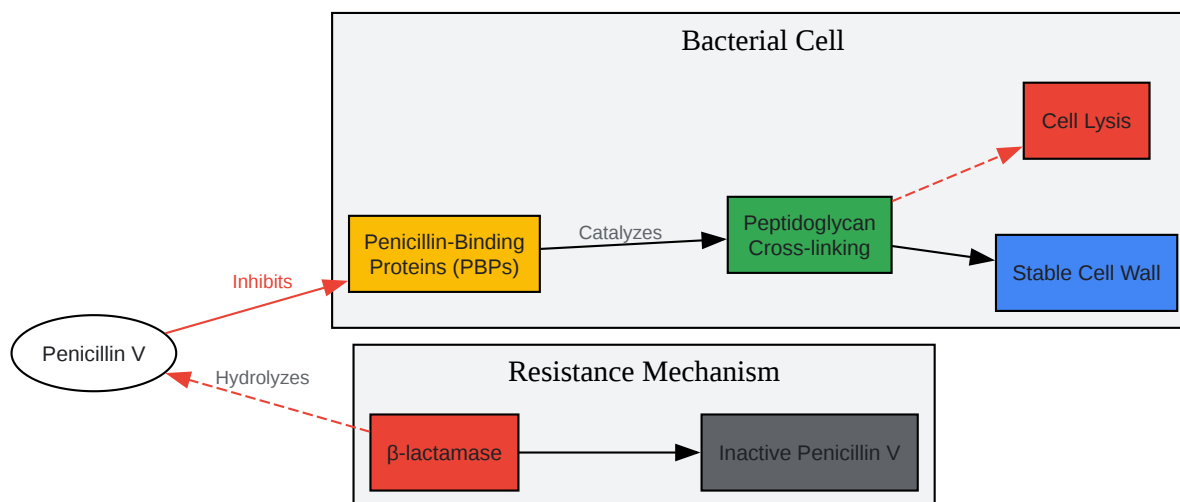 Bacterial Cell
Cell Lysis
Penicillin-Binding
Proteins (PBPs)
Catalyzes
Peptidoglycan
Cross-linking
Stable Cell Wall
Inhibits
Penicillin V
Hydrolyzes
Resistance Mechanism
β-lactamase
Inactive Penicillin V